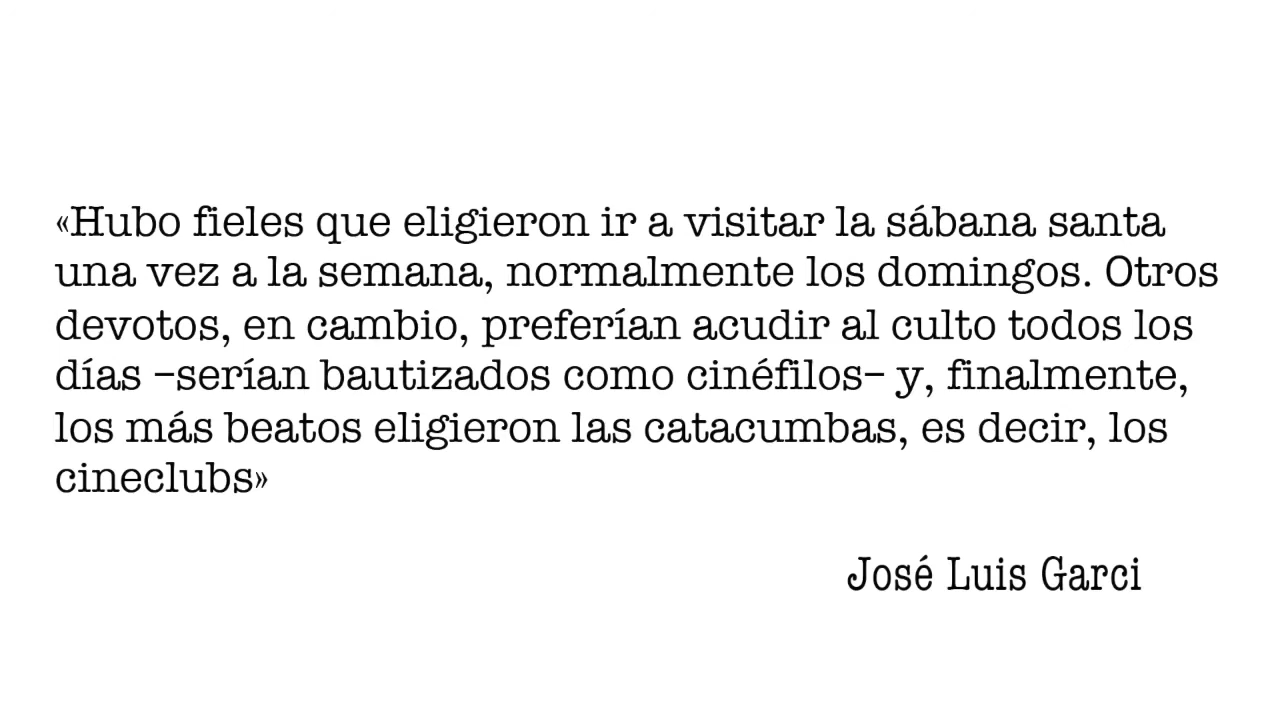 «Hubo fieles que eligieron ir a visitar la sábana santa
una vez a la semana, normalmente los domingos. Otros
devotos, en cambio, preferían acudir al culto todos los
días –serían bautizados como cinéfilos– y, finalmente,
los más beatos eligieron las catacumbas, es decir, los
cineclubs»
José Luis Garci